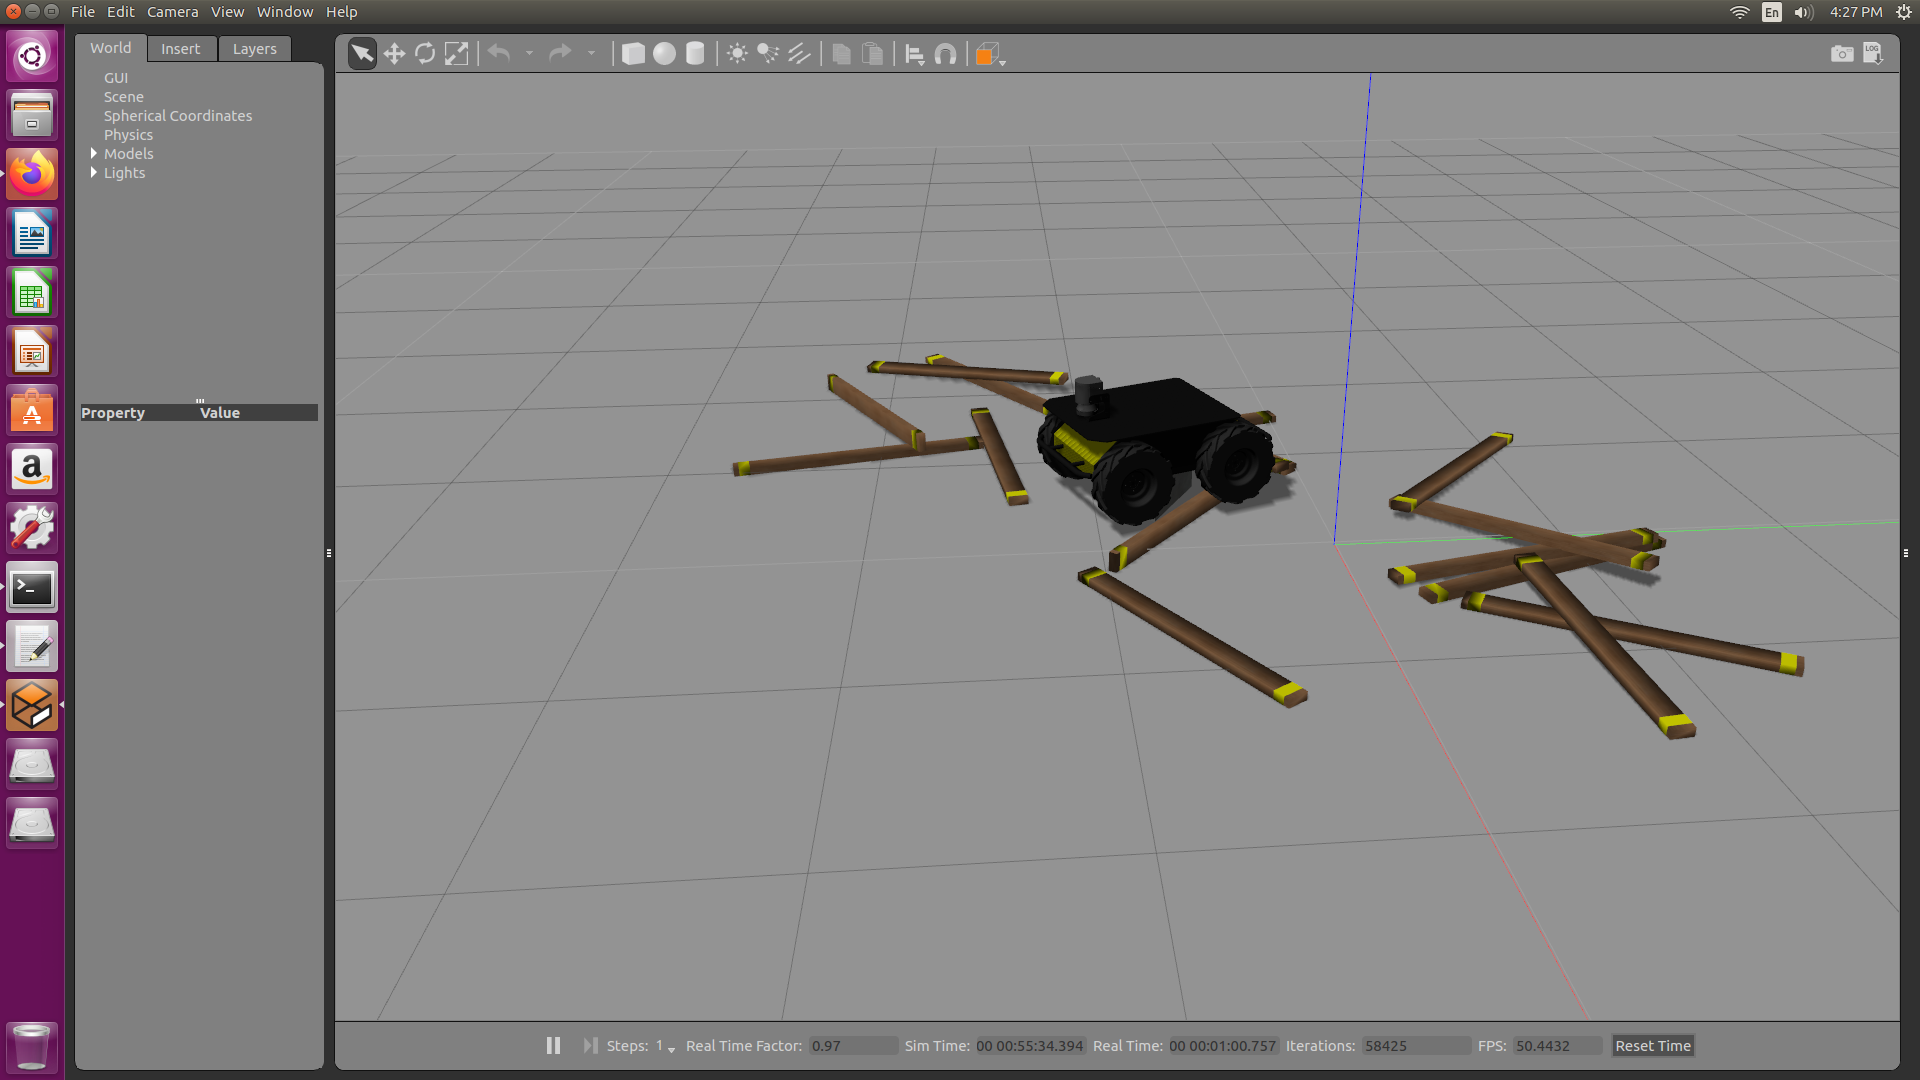 File Edit Camera View Window Help
En 4:27 PM
World Insert Layers
LOG
GUI
Scene
Spherical Coordinates
Physics
Models
Lights
Property Value
Steps: 1 Real Time Factor: 0.97 Sim Time: 00 00:55:34.394 Real Time: 00 00:01:00.757 Iterations: 58425 FPS: 50.4432 Reset Time